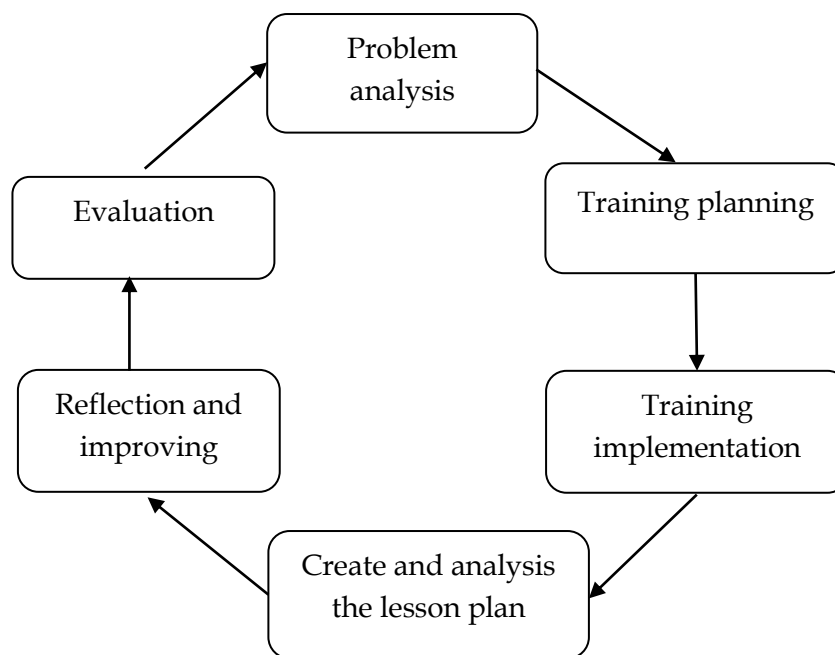 Problem
analysis
Training planning
Training
implementation
Create and analysis
the lesson plan
Reflection and
improving
Evaluation